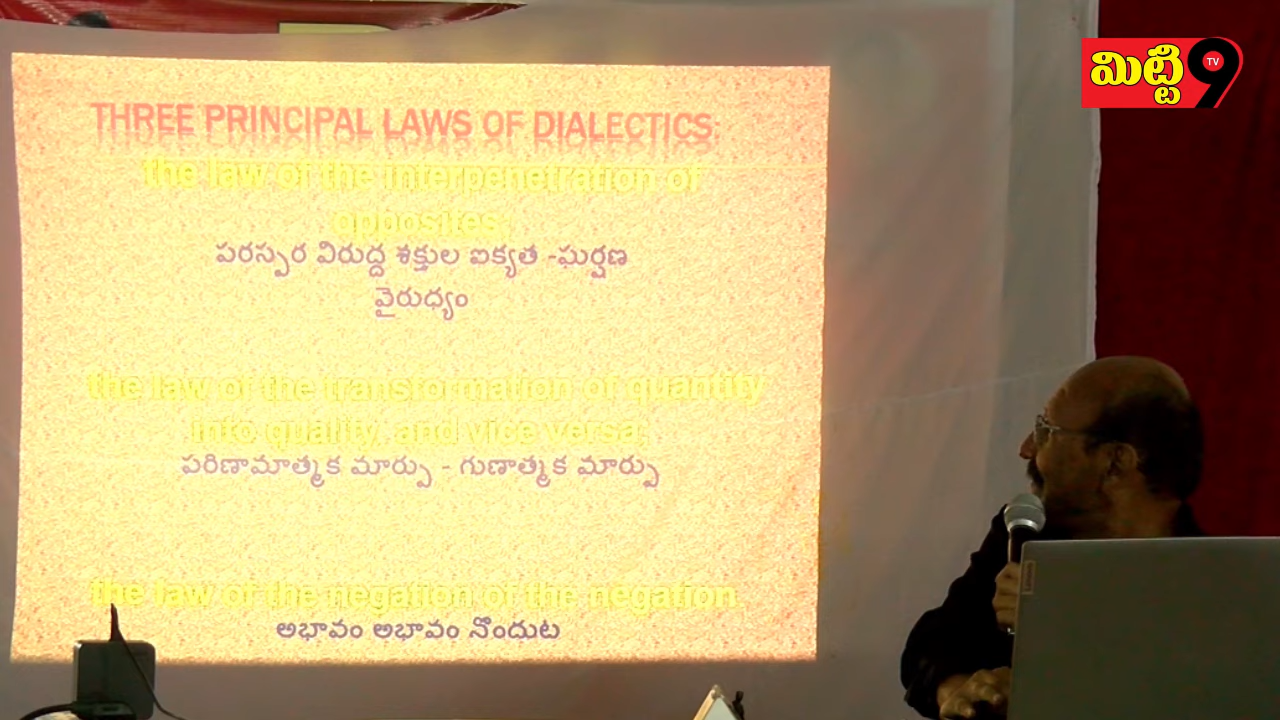 మిట్టి9
TV
THREE PRINCIPAL LAWS OF DIALECTICS:
the law of the interpenetration of
opposites;
పరస్పర విరుద్ద శక్తుల ఐక్యత -ఘర్షణ
వైరుధ్యం
the law of the transformation of quantity
into quality, and vice versa;
పరిణామాత్మక మార్పు - గుణాత్మక మార్పు
the law of the negation of the negation
అభావం అభావం నొందుట
Lenovo